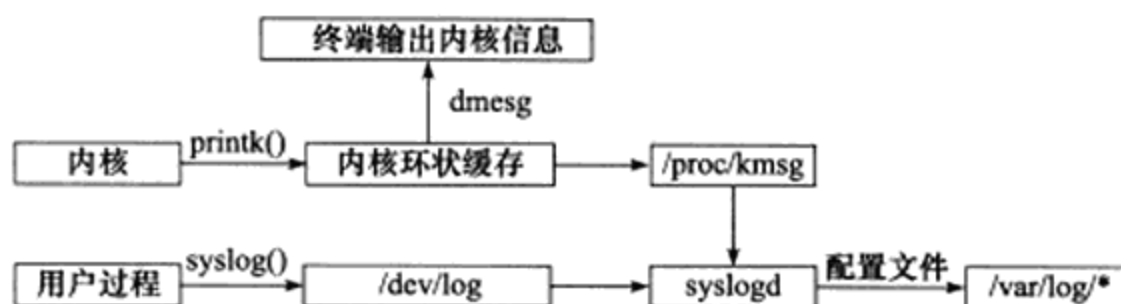 终端输出内核信息
dmesg
printk()
内核
内核环状缓存
/proc/kmsg
syslog()
用户过程
/dev/log
syslogd
配置文件
/var/log/*